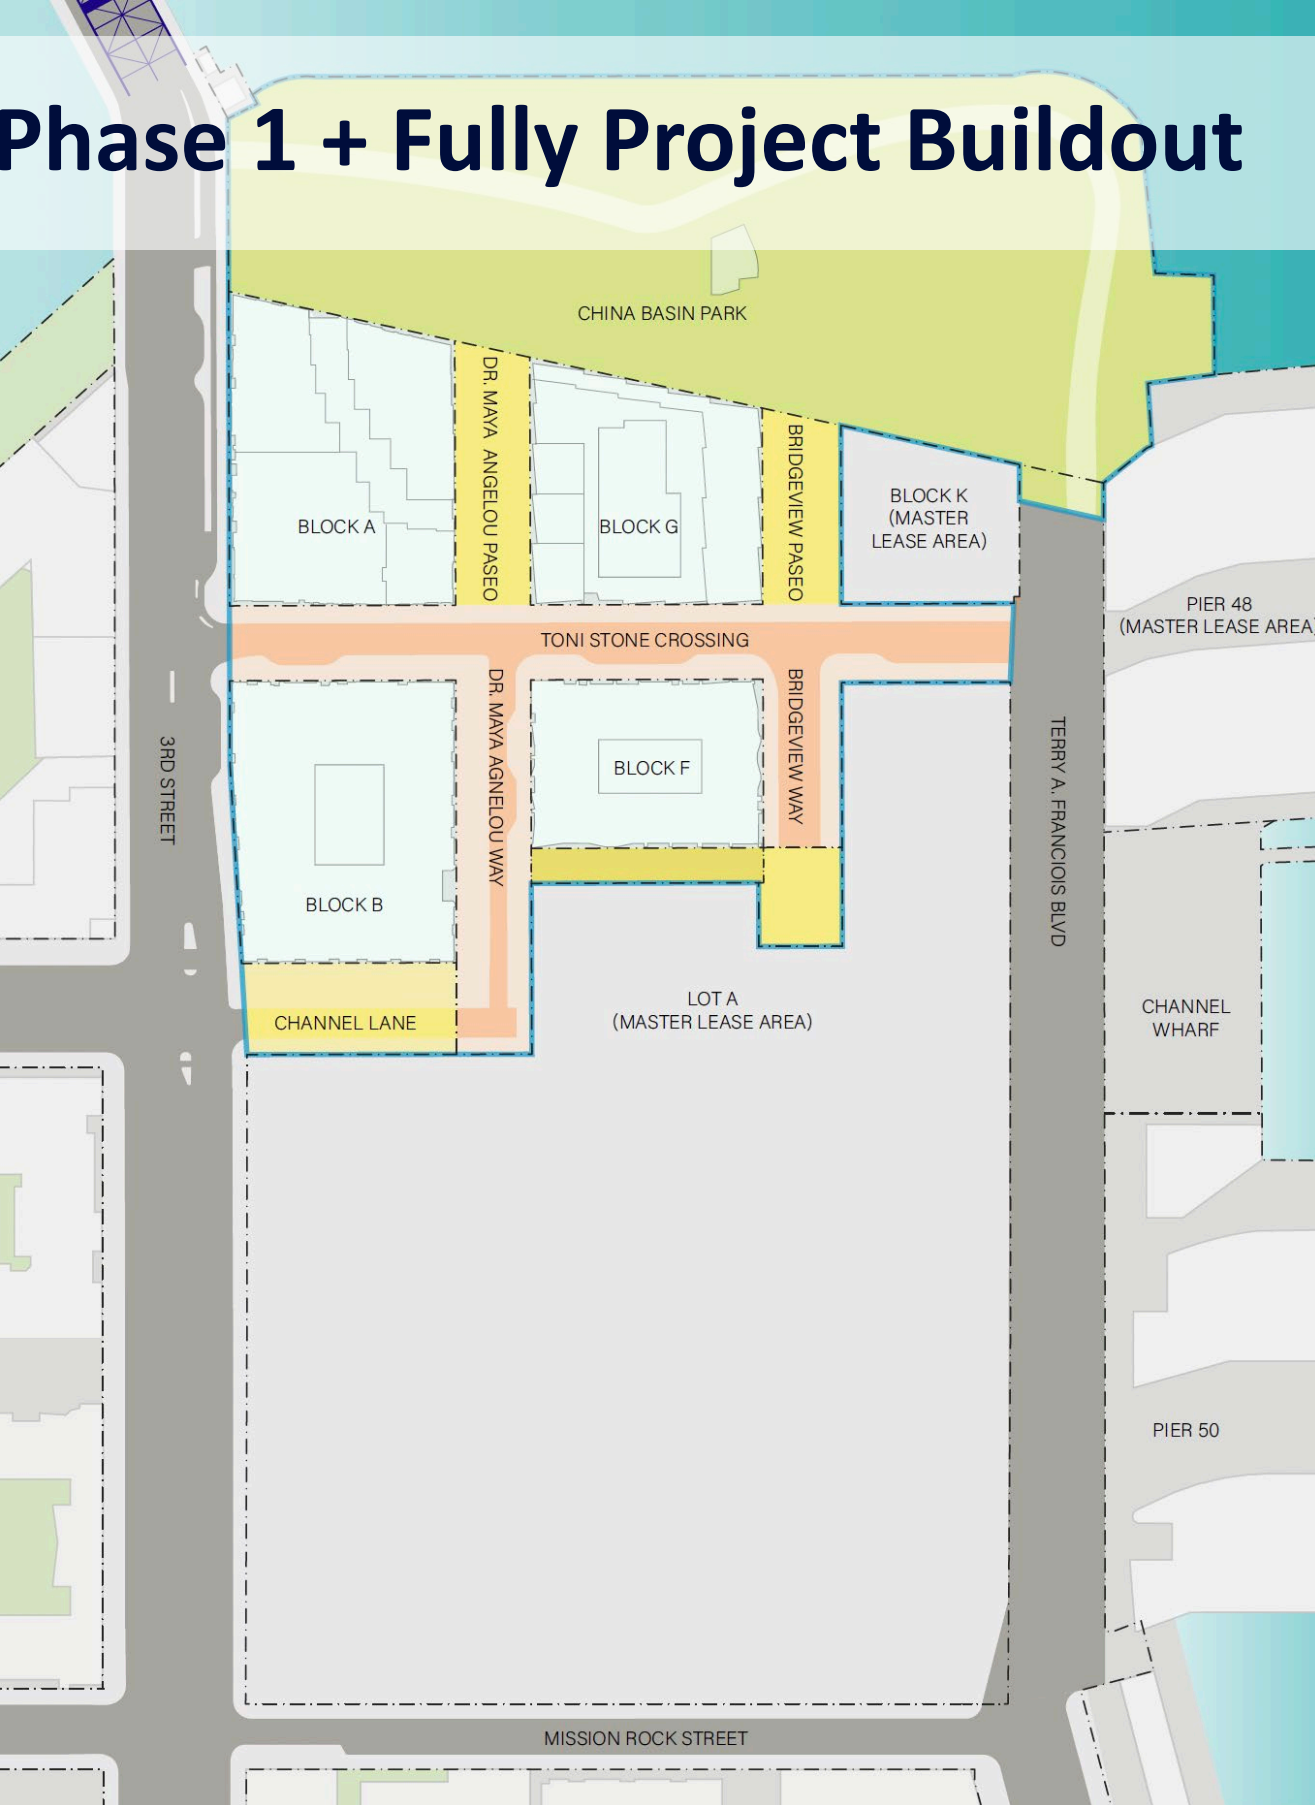 Phase 1 + Fully Project Buildout
CHINA BASIN PARK
DR. MAYA ANGELOU PASEO
BRIDGEVIEW PASEO
BLOCK K
(MASTER
LEASE AREA)
BLOCK A
BLOCK G
PIER 48
(MASTER LEASE AREA)
TONI STONE CROSSING
DR. MAYA AGNELOU WAY
BRIDGEVIEW WAY
3RD STREET
TERRY A. FRANCIOIS BLVD
BLOCK F
BLOCK B
LOT A
(MASTER LEASE AREA)
CHANNEL LANE
CHANNEL
WHARF
PIER 50
MISSION ROCK STREET